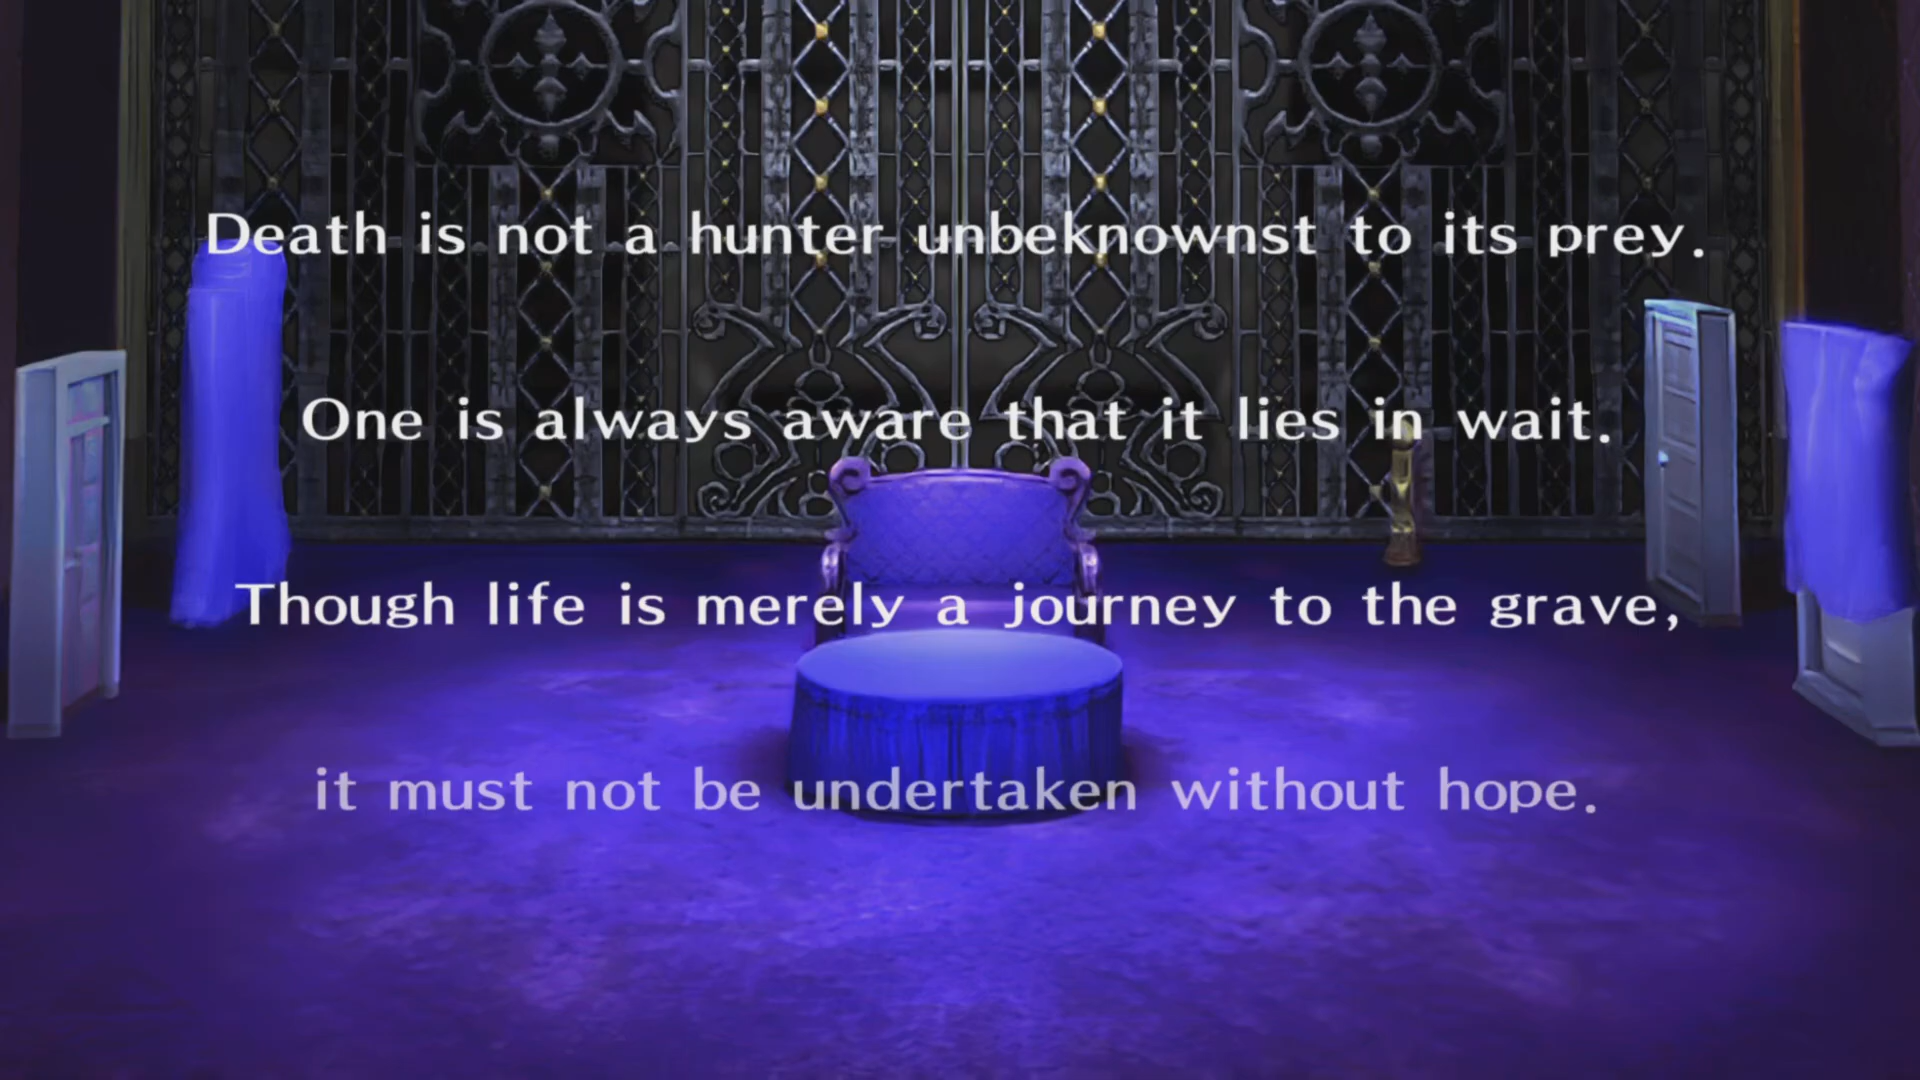 Death is not a hunter unbeknownst to its prey.
One is always aware that it lies in wait.
Though life is merely a journey to the grave,
it must not be undertaken without hope.